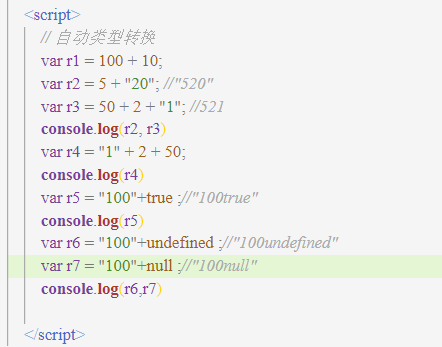 <script>
// 自动类型转换
var r1 = 100 + 10;
var r2 = 5 + "20"; //"520"
var r3 = 50 + 2 + "1"; //521
console.log(r2, r3)
var r4 = "1" + 2 + 50;
console.log(r4)
var r5 = "100"+true ;//"100true"
console.log(r5)
var r6 = "100"+undefined ;//"100undefined"
var r7 = "100"+null ;//"100null"
console.log(r6,r7)
</script>